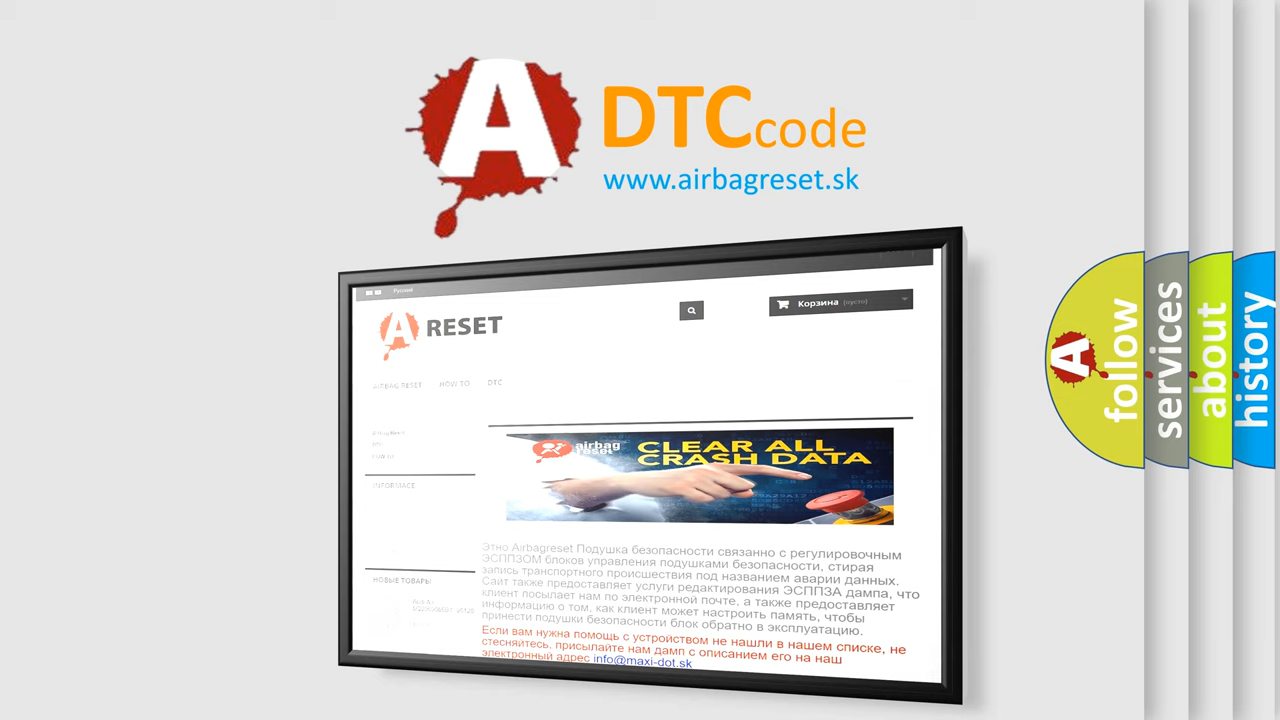 A
DTCcode
www.airbagreset.sk
Русский
A RESET
Корзина (пусто)
AIRBAG RESET HOW TO DTC
INFORMACE
airbag
reset
CLEAR ALL
CRASH DATA
Этно Airbagreset Подушка безопасности связанно с регулировочным
ЭСППЗОМ блоков управления подушками безопасности, стирая
запись транспортного происшествия под названием аварии данных.
Сайт также предоставляет услуги редактирования ЭСППЗА дампа, что
клиент посылает нам по электронной почте, а также предоставляет
информацию о том, как клиент может настроить память, чтобы
принести подушки безопасности блок обратно в эксплуатацию.
Если вам нужна помощь с устройством не нашли в нашем списке, не
стесняйтесь, присылайте нам дамп с описанием его на наш
электронный адрес info@maxi-dot.sk
НОВЫЕ ТОВАРЫ
A
follow
services
about
history